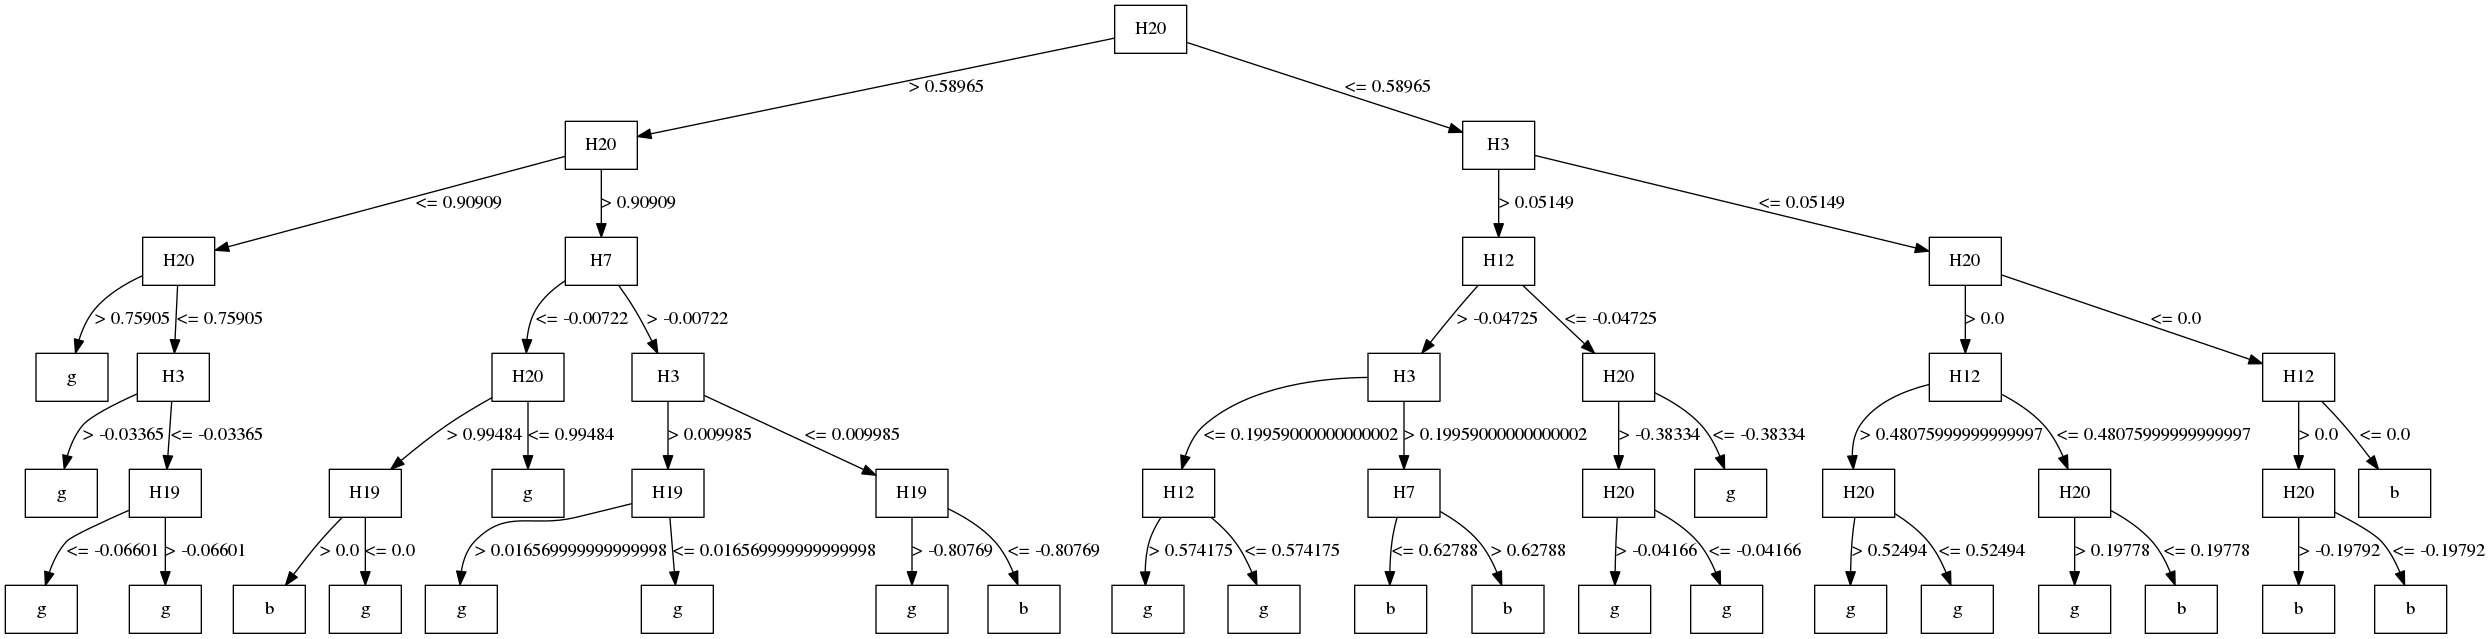 H20
> 0.58965 <= 0.58965
H20 H3
<= 0.90909 > 0.90909 > 0.05149 <= 0.05149
H20 H7 H12 H20
> 0.75905 <= 0.75905 <= -0.00722 > -0.00722 > -0.04725 <= -0.04725 > 0.0 <= 0.0
g H3 H20 H3 H3 H20 H12 H12
> -0.03365 <= -0.03365 > 0.99484 <= 0.99484 > 0.009985 <= 0.009985 <= 0.19959000000000002 > 0.19959000000000002 > -0.38334 <= -0.38334 > 0.48075999999999997 <= 0.48075999999999997 > 0.0 <= 0.0
g H19 H19 g H19 H19 H12 H7 H20 g H20 H20 H20 b
<= -0.06601 > -0.06601 > 0.0 <= 0.0 > 0.016569999999999998 <= 0.016569999999999998 > -0.80769 <= -0.80769 > 0.574175 <= 0.574175 <= 0.62788 > 0.62788 > -0.04166 <= -0.04166 > 0.52494 <= 0.52494 > 0.19778 <= 0.19778 > -0.19792 <= -0.19792
g g b g g g g b g g b b g g g g g b b b